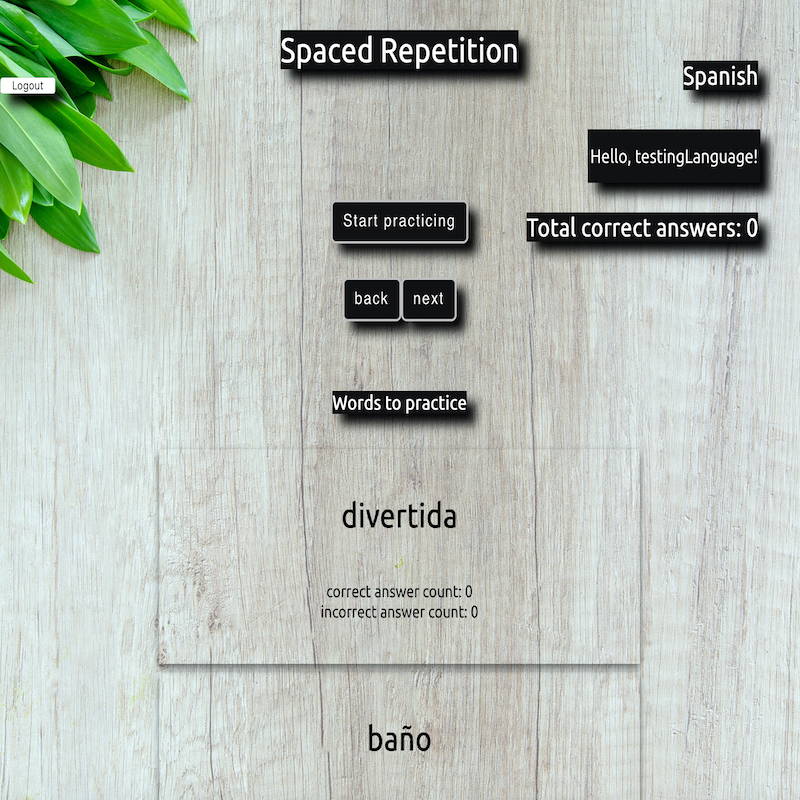 Spaced Repetition
Logout
Spanish
Hello, testingLanguage!
Total correct answers: 0
Start practicing
back next
Words to practice
divertida
correct answer count: 0
incorrect answer count: 0
baño